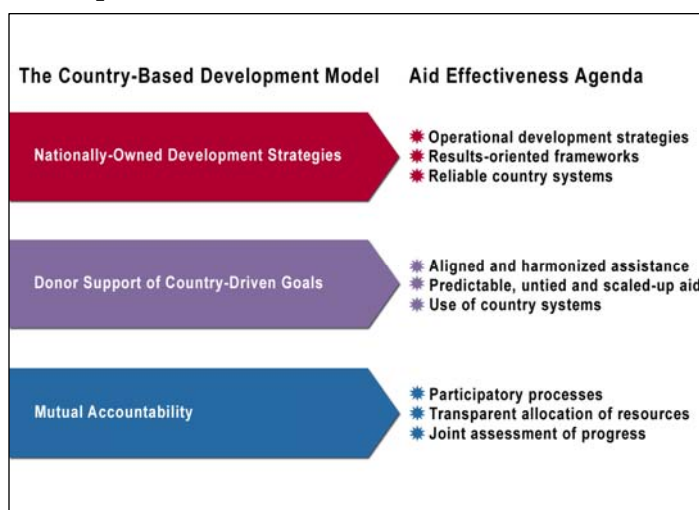 The Country-Based Development Model
Aid Effectiveness Agenda
Nationally-Owned Development Strategies
Operational development strategies
Results-oriented frameworks
Reliable country systems
Donor Support of Country-Driven Goals
Aligned and harmonized assistance
Predictable, untied and scaled-up aid
Use of country systems
Mutual Accountability
Participatory processes
Transparent allocation of resources
Joint assessment of progress